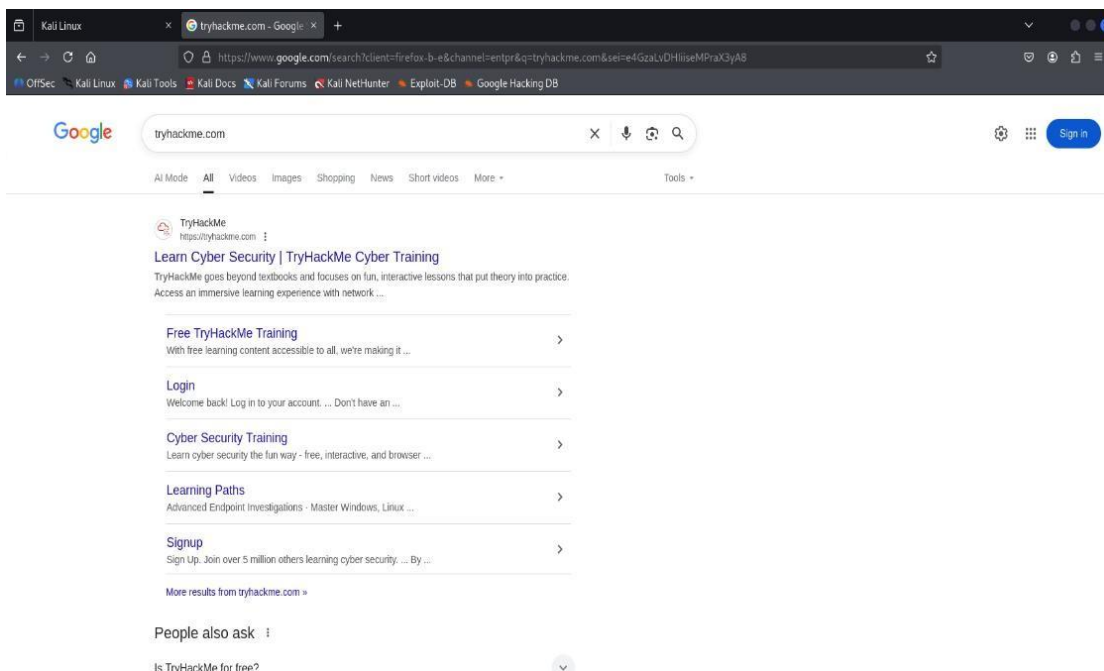 Kali Linux
tryhackme.com - Google
https://www.google.com/search?client=firefox-b-e&channel=entpr&q=tryhackme.com&sei=e4GzaLvDHIiiseMPraX3yA8
OffSec Kali Linux Kali Tools Kali Docs Kali Forums Kali NetHunter Exploit-DB Google Hacking DB
Google
tryhackme.com
Sign in
AI Mode All Videos Images Shopping News Short videos More Tools
TryHackMe
https://tryhackme.com
Learn Cyber Security | TryHackMe Cyber Training
TryHackMe goes beyond textbooks and focuses on fun, interactive lessons that put theory into practice.
Access an immersive learning experience with network ...
Free TryHackMe Training
With free learning content accessible to all, we're making it ...
Login
Welcome back! Log in to your account. ... Don't have an ...
Cyber Security Training
Learn cyber security the fun way - free, interactive, and browser ...
Learning Paths
Advanced Endpoint Investigations · Master Windows, Linux ...
Signup
Sign Up. Join over 5 million others learning cyber security. ... By ...
More results from tryhackme.com »
People also ask
Is TryHackMe for free?